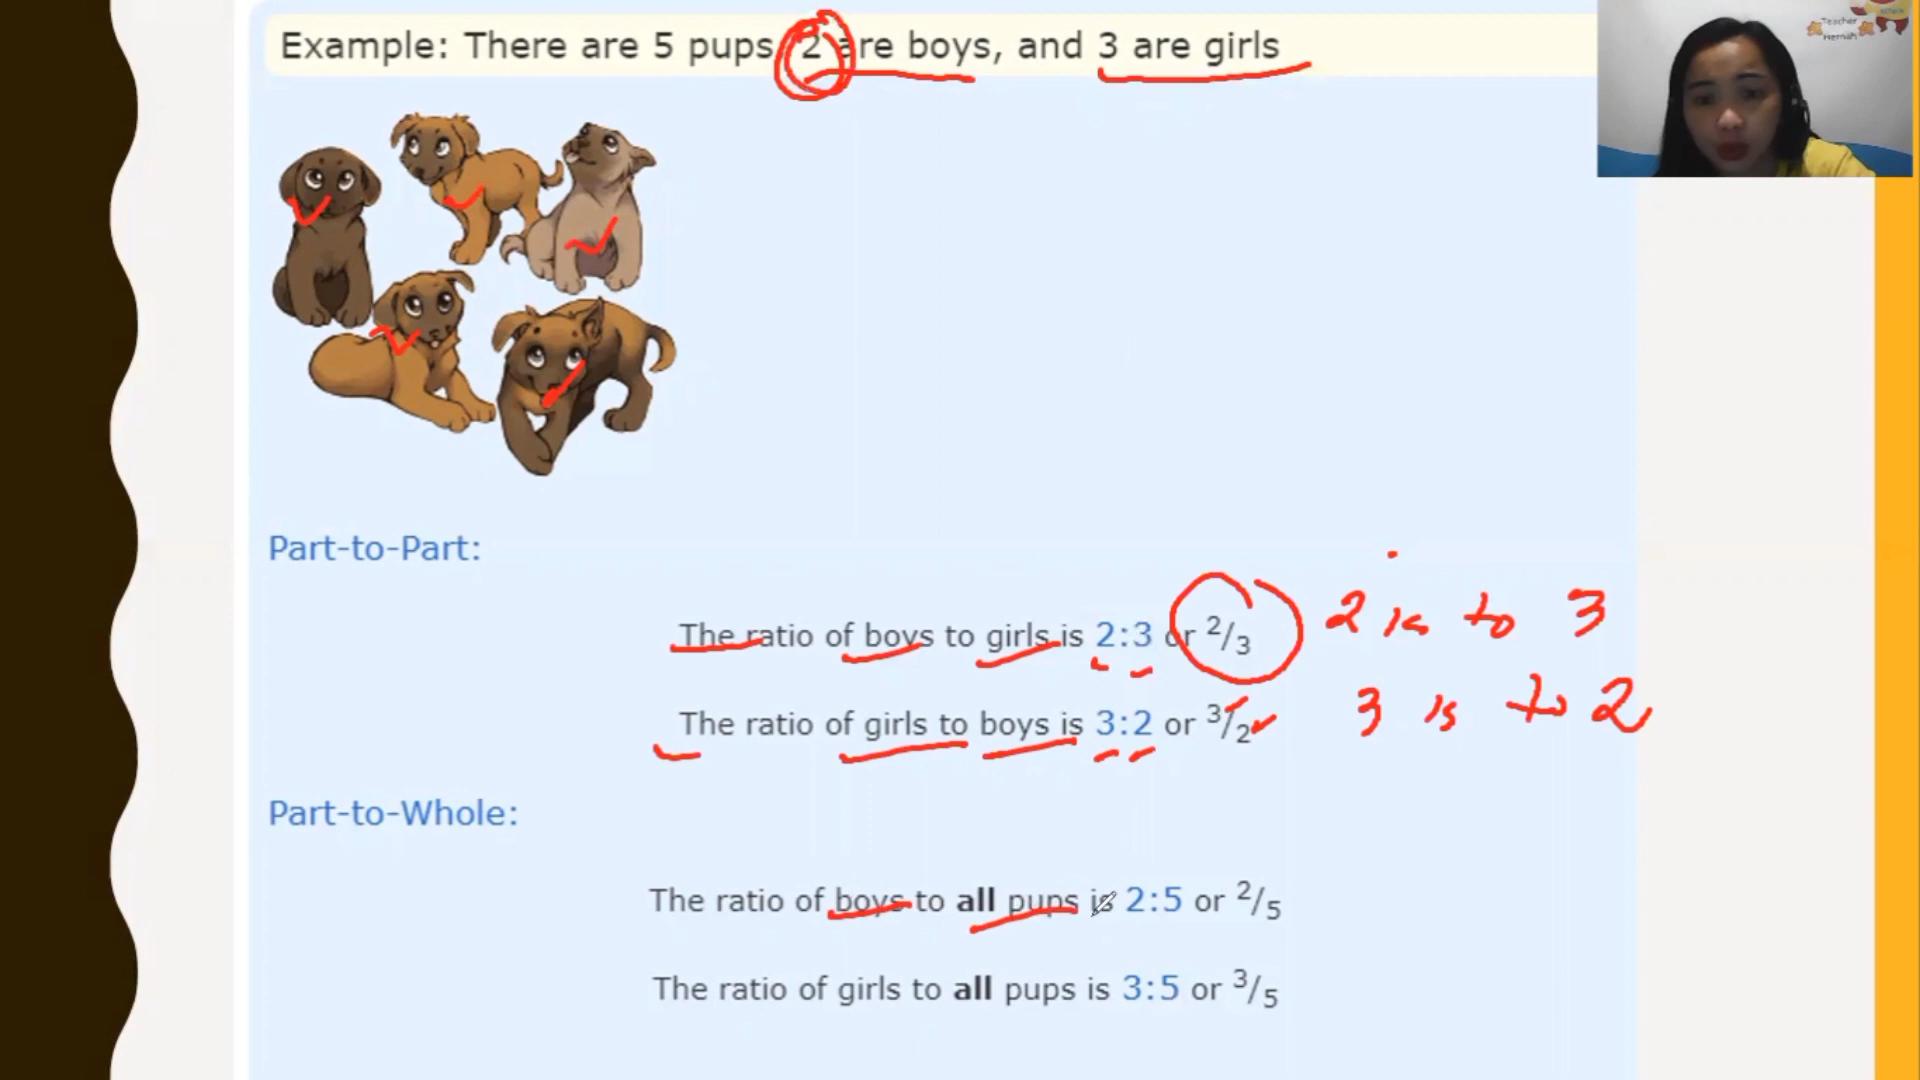 Example: There are 5 pups, 2 are boys, and 3 are girls
Teacher
Hernah
Part-to-Part:
The ratio of boys to girls is 2:3 or 2/3
2 is to 3
The ratio of girls to boys is 3:2 or 3/2
3 is to 2
Part-to-Whole:
The ratio of boys to all pups is 2:5 or 2/5
The ratio of girls to all pups is 3:5 or 3/5